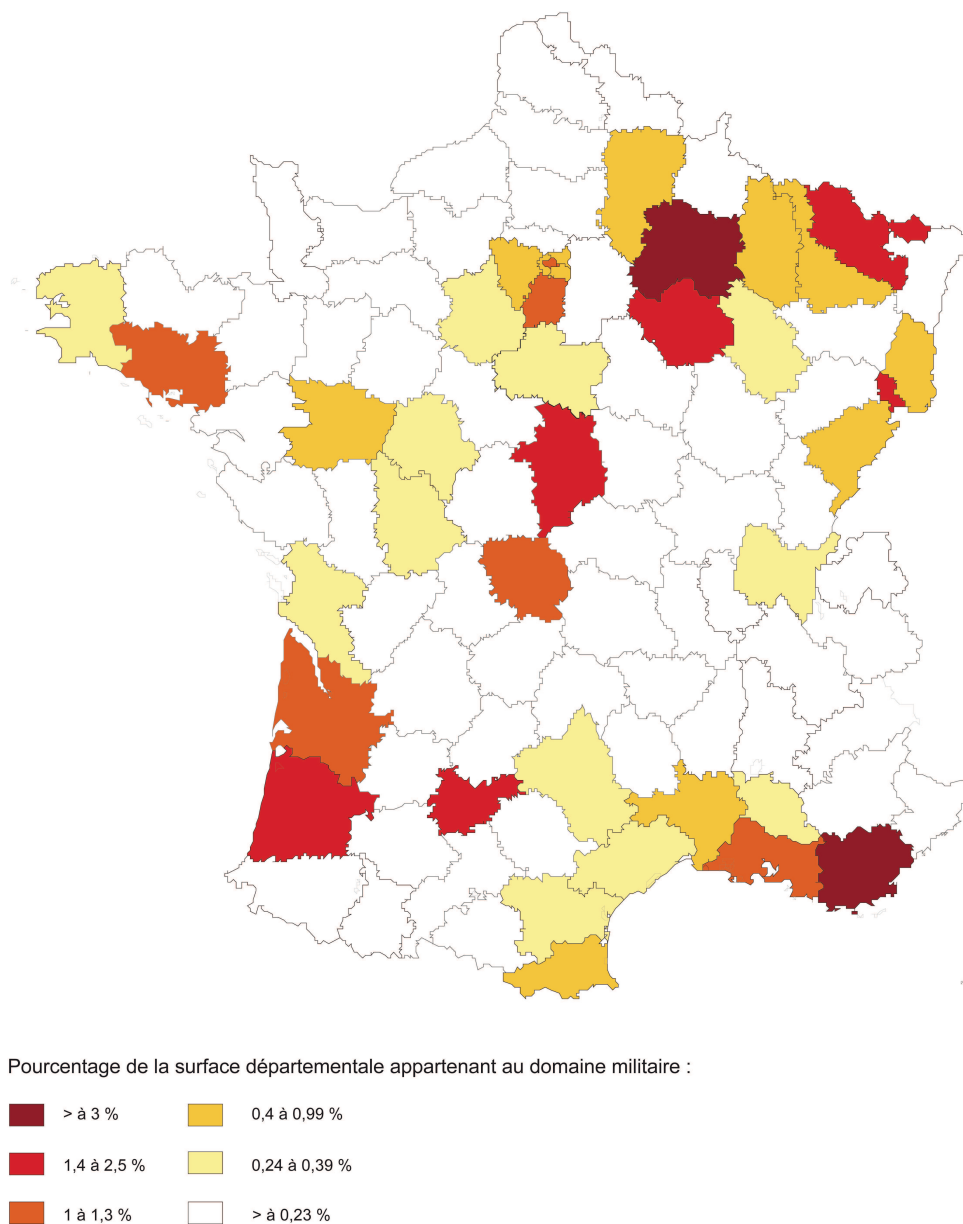 Pourcentage de la surface départementale appartenant au domaine militaire :
> à 3 %
0,4 à 0,99 %
1,4 à 2,5 %
0,24 à 0,39 %
1 à 1,3 %
> à 0,23 %